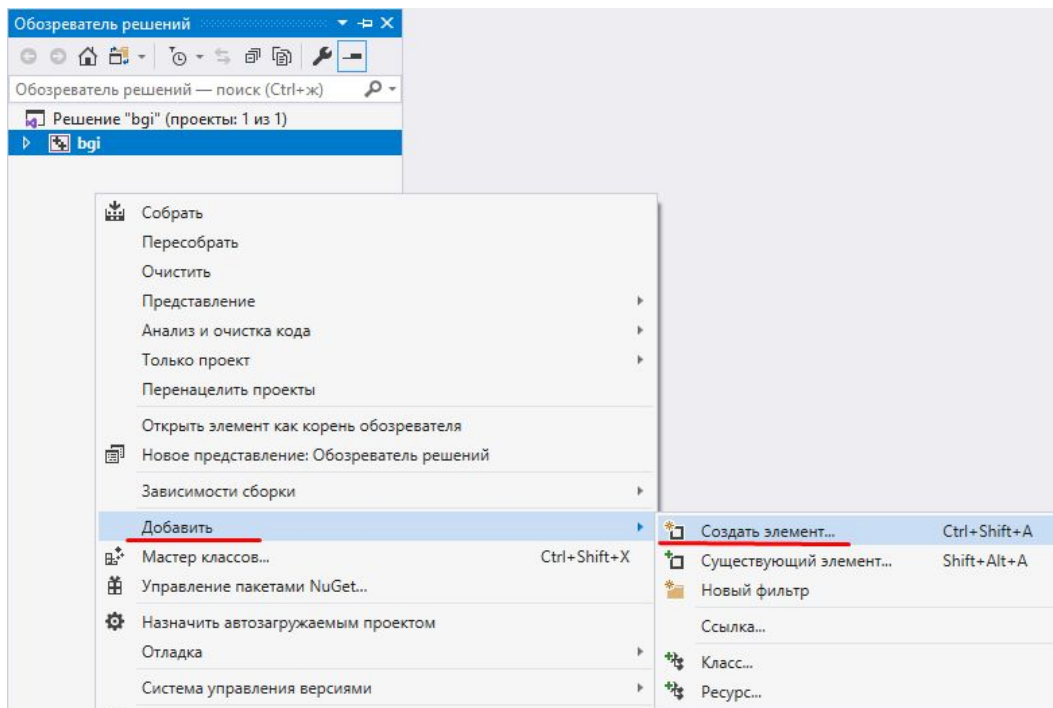 Обозреватель решений
Обозреватель решений — поиск (Ctrl+ж)
Решение "bgi" (проекты: 1 из 1)
bgi
Собрать
Пересобрать
Очистить
Представление
Анализ и очистка кода
Только проект
Перенацелить проекты
Открыть элемент как корень обозревателя
Новое представление: Обозреватель решений
Зависимости сборки
Добавить
Мастер классов... Ctrl+Shift+X
Управление пакетами NuGet...
Назначить автозагружаемым проектом
Отладка
Система управления версиями
Создать элемент... Ctrl+Shift+A
Существующий элемент... Shift+Alt+A
Новый фильтр
Ссылка...
Класс...
Ресурс...